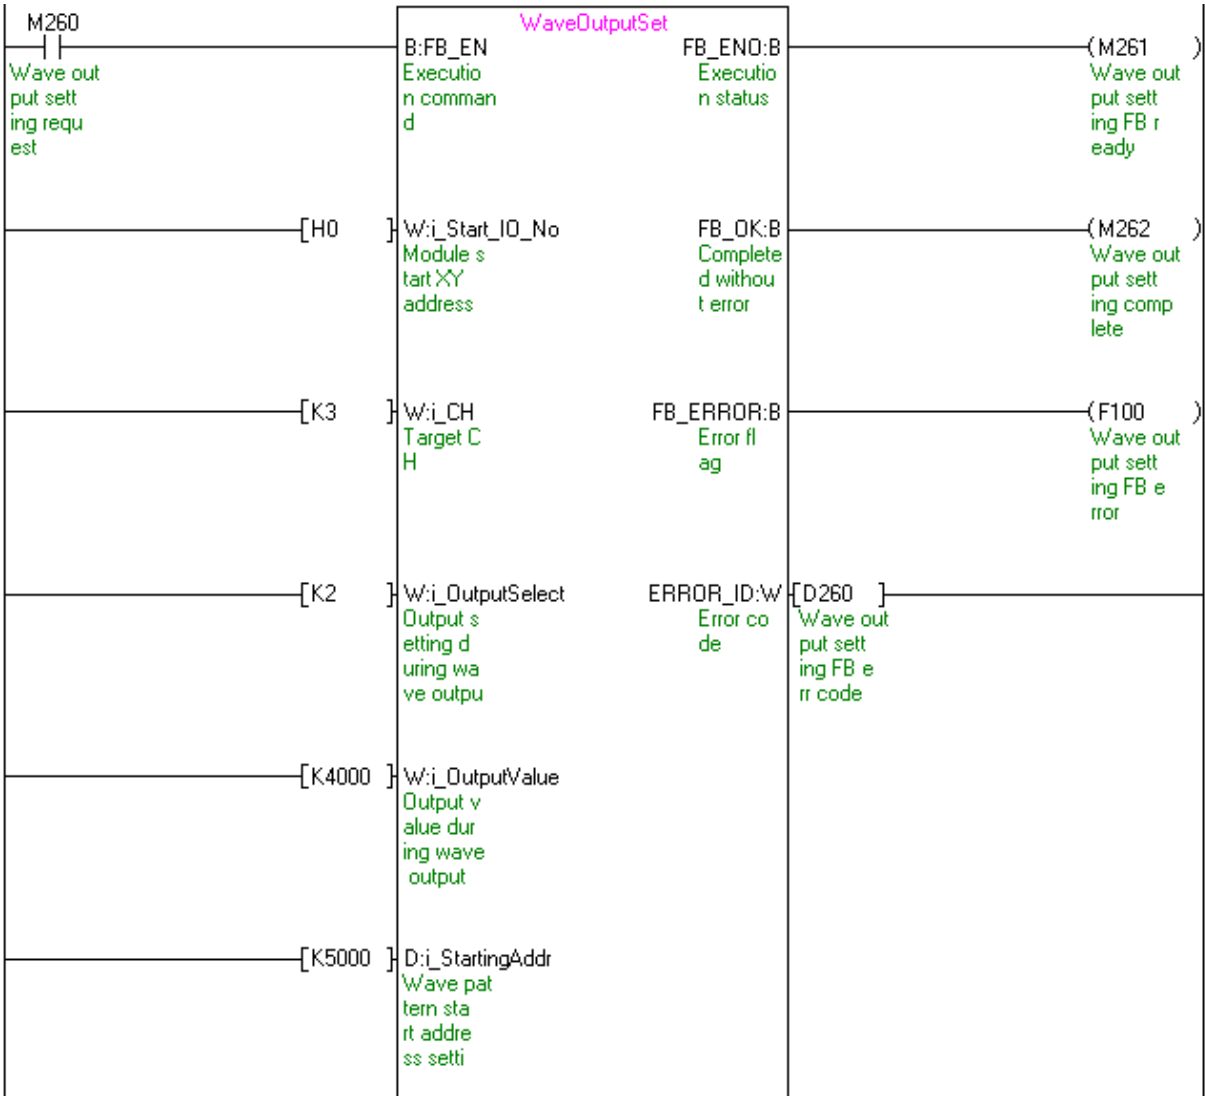 WaveOutputSet
M260
B:FB_EN
FB_ENO:B
(M261 )
Wave out
put sett
ing requ
est
Executio
n comman
d
Executio
n status
Wave out
put sett
ing FB r
eady
[H0 ]
W:i_Start_IO_No
FB_OK:B
(M262 )
Module s
tart XY
address
Complete
d withou
t error
Wave out
put sett
ing comp
lete
[K3 ]
W:i_CH
FB_ERROR:B
(F100 )
Target C
H
Error fl
ag
Wave out
put sett
ing FB e
rror
[K2 ]
W:i_OutputSelect
ERROR_ID:W
[D260 ]
Output s
etting d
uring wa
ve outpu
Error co
de
Wave out
put sett
ing FB e
rr code
[K4000 ]
W:i_OutputValue
Output v
alue dur
ing wave
output
[K5000 ]
D:i_StartingAddr
Wave pat
tern sta
rt addre
ss setti